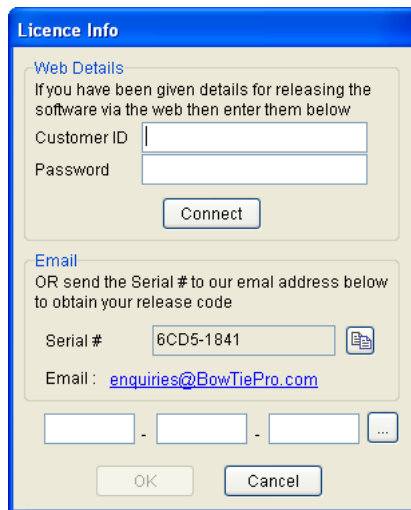 Licence Info
Web Details
If you have been given details for releasing the
software via the web then enter them below
Customer ID
Password
Connect
Email
OR send the Serial # to our emal address below
to obtain your release code
Serial # 6CD5-1841
Email : enquiries@BowTiePro.com
- - ...
OK Cancel